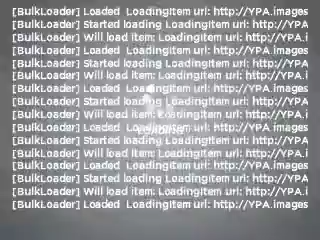 [BulkLoader] Loaded  LoadingItem url: http://YPA.images
[BulkLoader] Started loading LoadingItem url: http://YPA
[BulkLoader] Will load item: LoadingItem url: http://YPA.i
[BulkLoader] Loaded  LoadingItem url: http://YPA.images
[BulkLoader] Started loading LoadingItem url: http://YPA
[BulkLoader] Will load item: LoadingItem url: http://YPA.i
[BulkLoader] Loaded  LoadingItem url: http://YPA.images
[BulkLoader] Started loading LoadingItem url: http://YPA
[BulkLoader] Will load item: LoadingItem url: http://YPA.i
[BulkLoader] Loaded  LoadingItem url: http://YPA.images
[BulkLoader] Started loading LoadingItem url: http://YPA
[BulkLoader] Will load item: LoadingItem url: http://YPA.i
[BulkLoader] Loaded  LoadingItem url: http://YPA.images
[BulkLoader] Started loading LoadingItem url: http://YPA
[BulkLoader] Will load item: LoadingItem url: http://YPA.i
[BulkLoader] Loaded  LoadingItem url: http://YPA.images